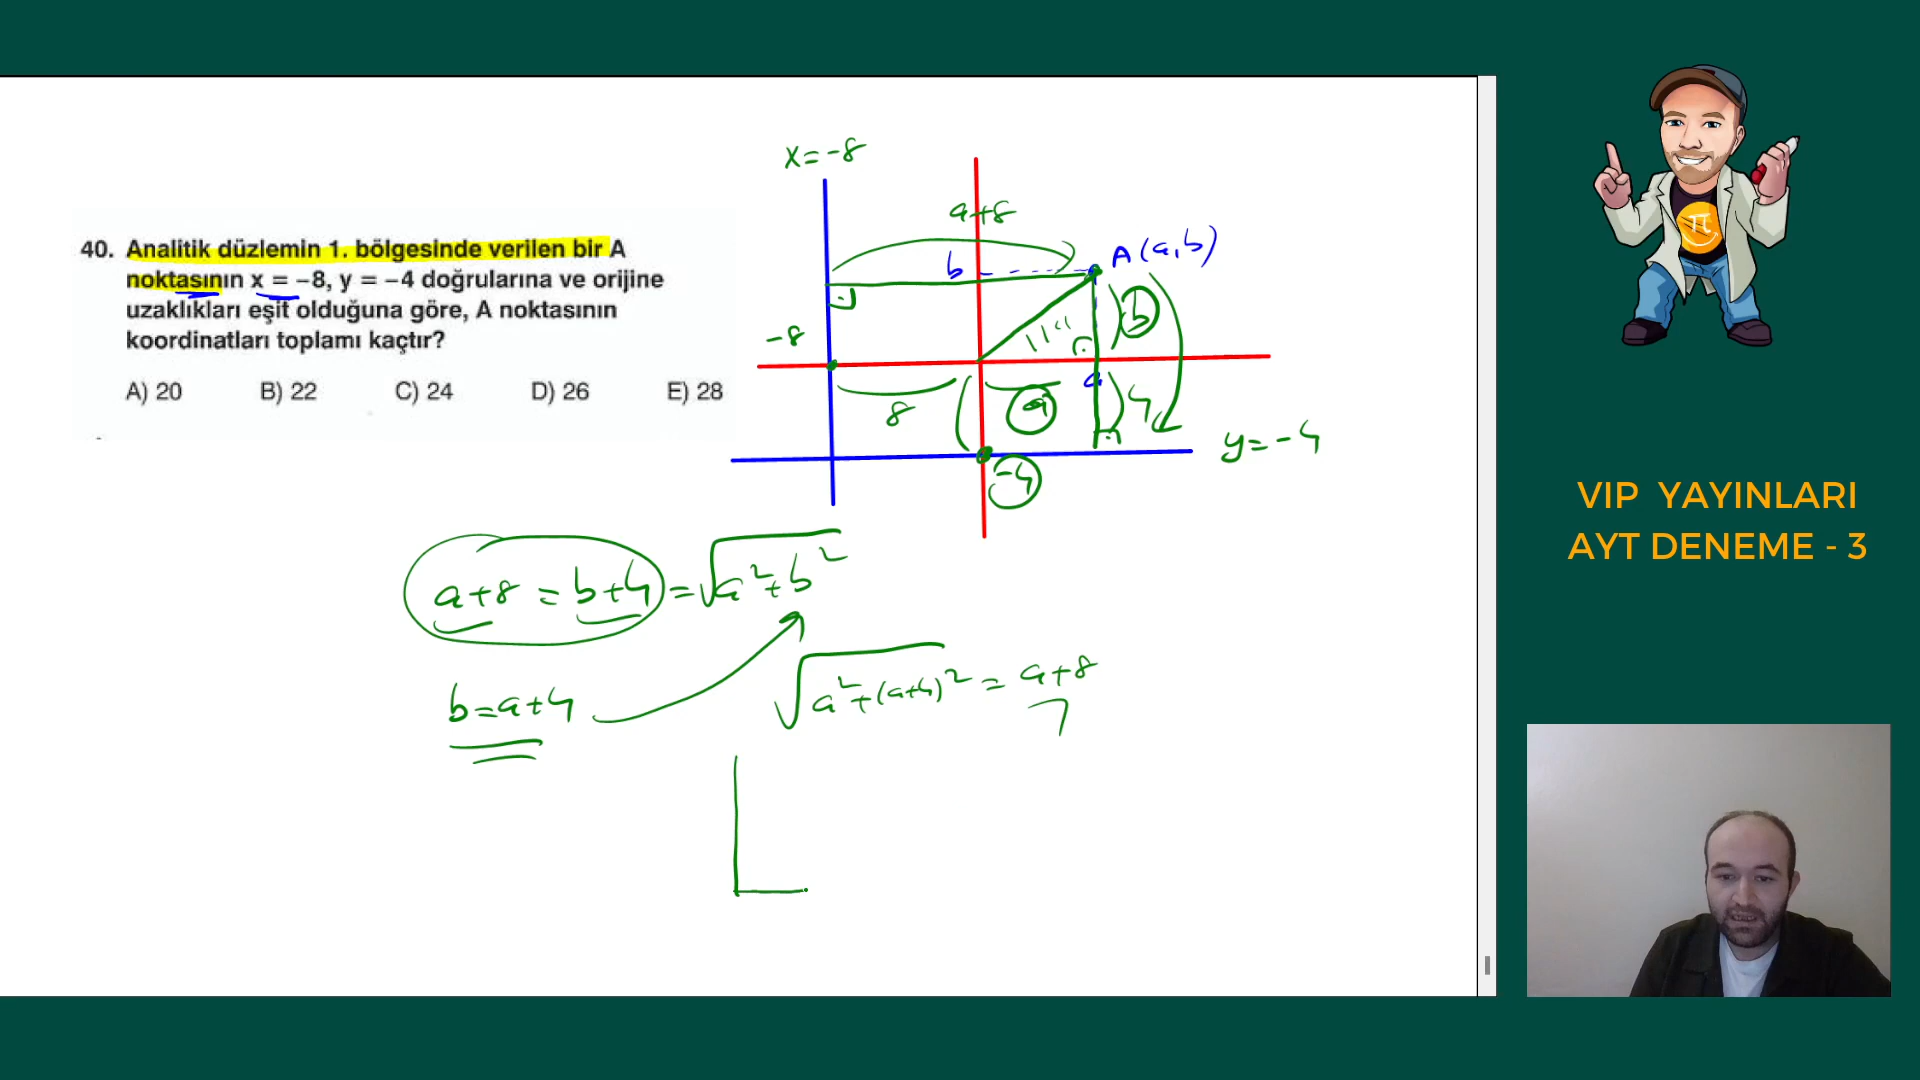 40. Analitik düzlemin 1. bölgesinde verilen bir A
noktasının x = −8, y = −4 doğrularına ve orijine
uzaklıkları eşit olduğuna göre, A noktasının
koordinatları toplamı kaçtır?
A) 20 B) 22 C) 24 D) 26 E) 28
x=-8
a+8
b
A(a,b)
b
-8
a
8
a
4
y=-4
-4
a+8 = b+4 = √a²+b²
b=a+4
√a²+(a+4)² = a+8
π
VIP YAYINLARI
AYT DENEME - 3